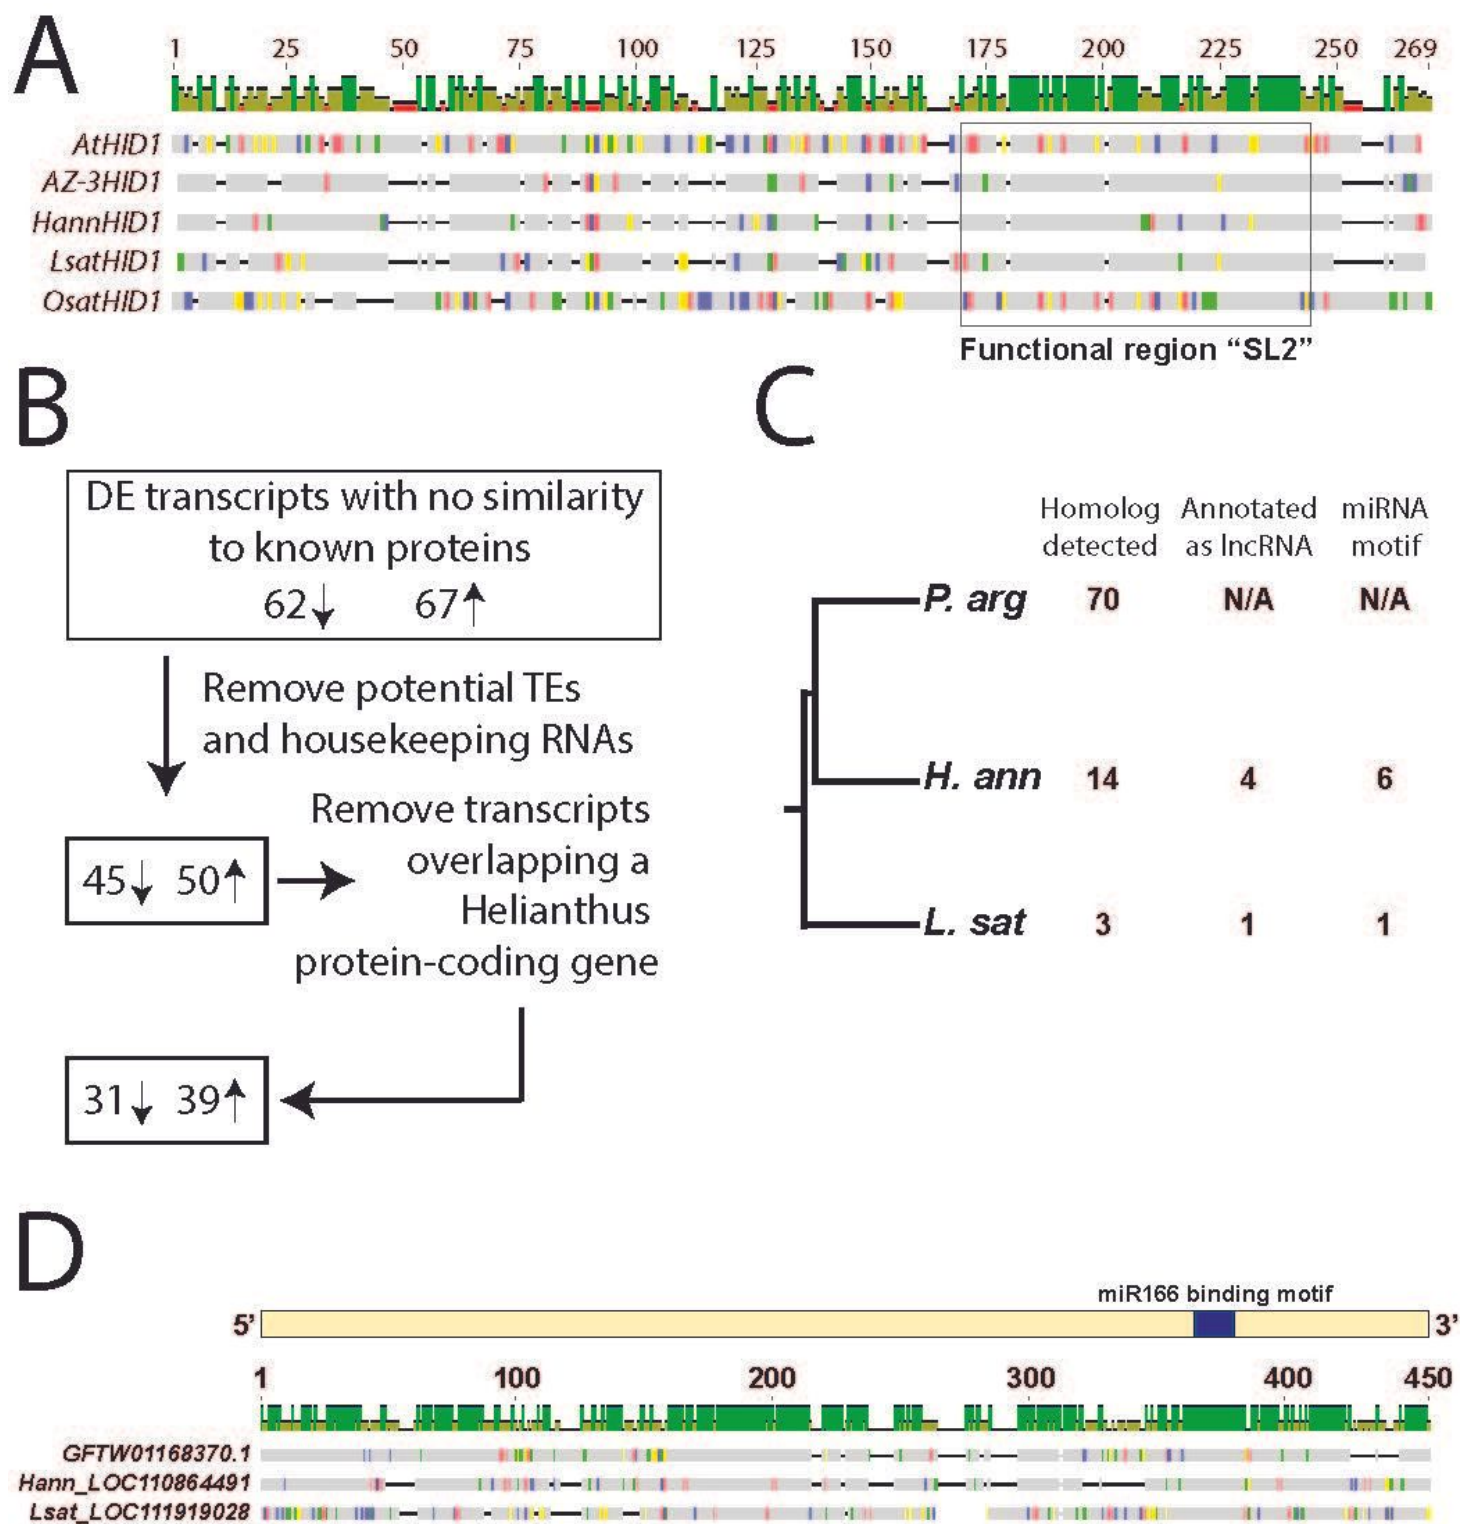 A
1 25 50 75 100 125 150 175 200 225 250 269
AtHID1
AZ-3HID1
HannHID1
LsatHID1
OsatHID1
Functional region “SL2”
B
DE transcripts with no similarity
to known proteins
62↓ 67↑
Remove potential TEs
and housekeeping RNAs
45↓ 50↑
Remove transcripts
overlapping a
Helianthus
protein-coding gene
31↓ 39↑
C
Homolog Annotated miRNA
detected as lncRNA motif
P. arg 70 N/A N/A
H. ann 14 4 6
L. sat 3 1 1
D
miR166 binding motif
5’ 3’
1 100 200 300 400 450
GFTW01168370.1
Hann_LOC110864491
Lsat_LOC111919028